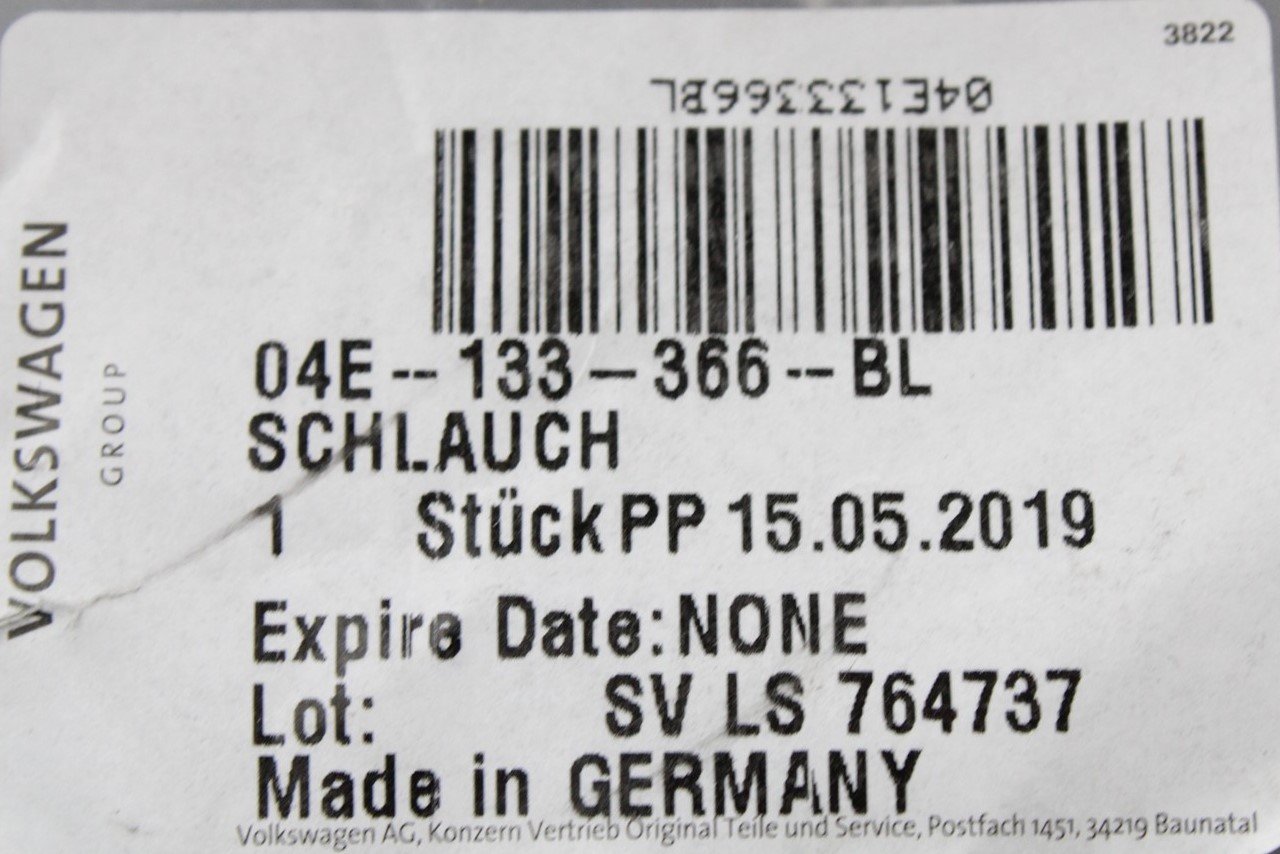 3822
04E133366BL
04E--133-366--BL
SCHLAUCH
1 Stück PP 15.05.2019
Expire Date:NONE
Lot: SV LS 764737
Made in GERMANY
Volkswagen AG, Konzern Vertrieb Original Teile und Service, Postfach 1451, 34219 Baunatal
VOLKSWAGEN
GROUP